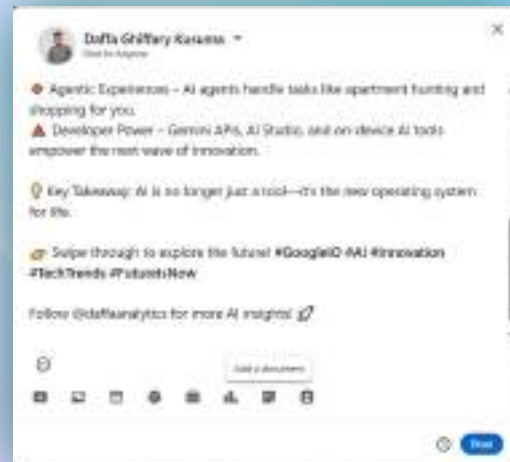 Daffa Ghiffary Kusuma
Post to Anyone
Agentic Experiences – AI agents handle tasks like apartment hunting and
shopping for you.
Developer Power – Gemini APIs, AI Studio, and on-device AI tools
empower the next wave of innovation.
Key Takeaway: AI is no longer just a tool—it's the new operating system
for life.
Swipe through to explore the future! #GoogleIO #AI #Innovation
#TechTrends #FutureIsNow
Follow @daffaanalytics for more AI insights!
Add a document
Post